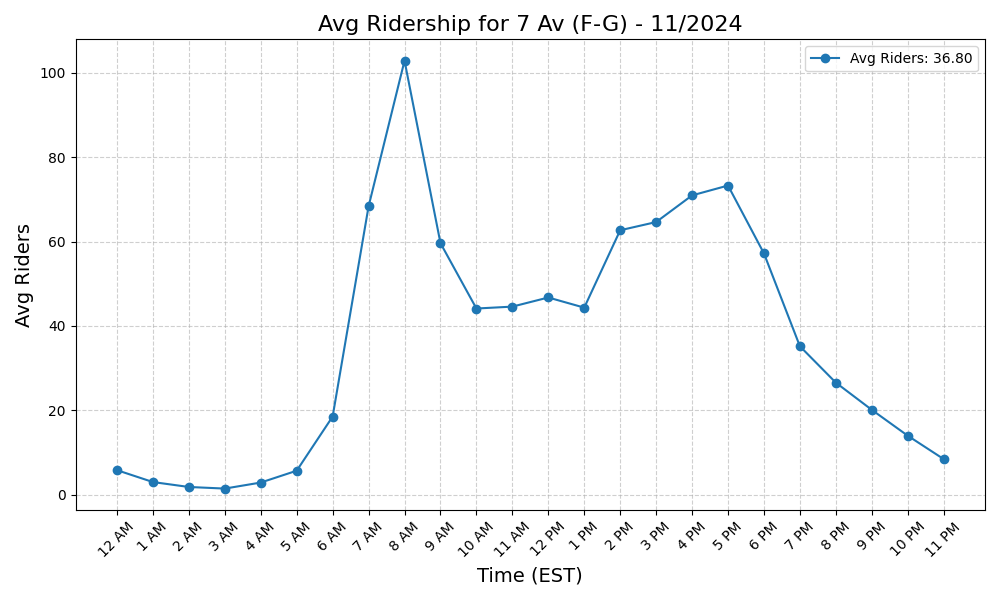 Avg Ridership for 7 Av (F-G) - 11/2024
Avg Riders: 36.80
Avg Riders
100
80
60
40
20
0
12 AM
1 AM
2 AM
3 AM
4 AM
5 AM
6 AM
7 AM
8 AM
9 AM
10 AM
11 AM
12 PM
1 PM
2 PM
3 PM
4 PM
5 PM
6 PM
7 PM
8 PM
9 PM
10 PM
11 PM
Time (EST)